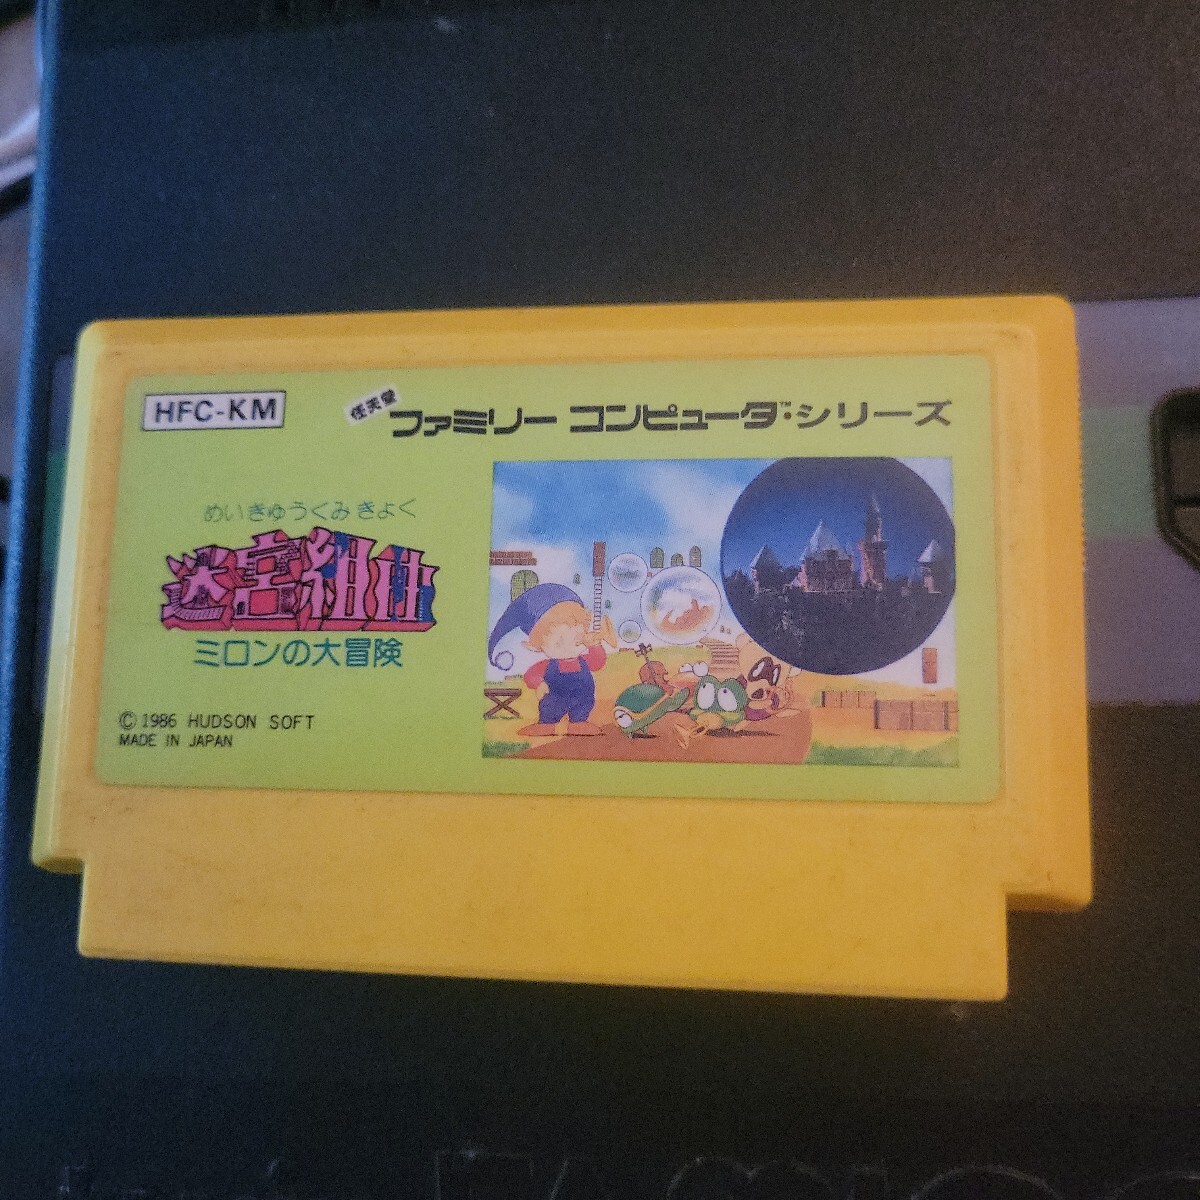 HFC-KM
任天堂
ファミリー コンピュータ™・シリーズ
めいきゅうくみきょく
迷宮組曲
ミロンの大冒険
© 1986 HUDSON SOFT
MADE IN JAPAN